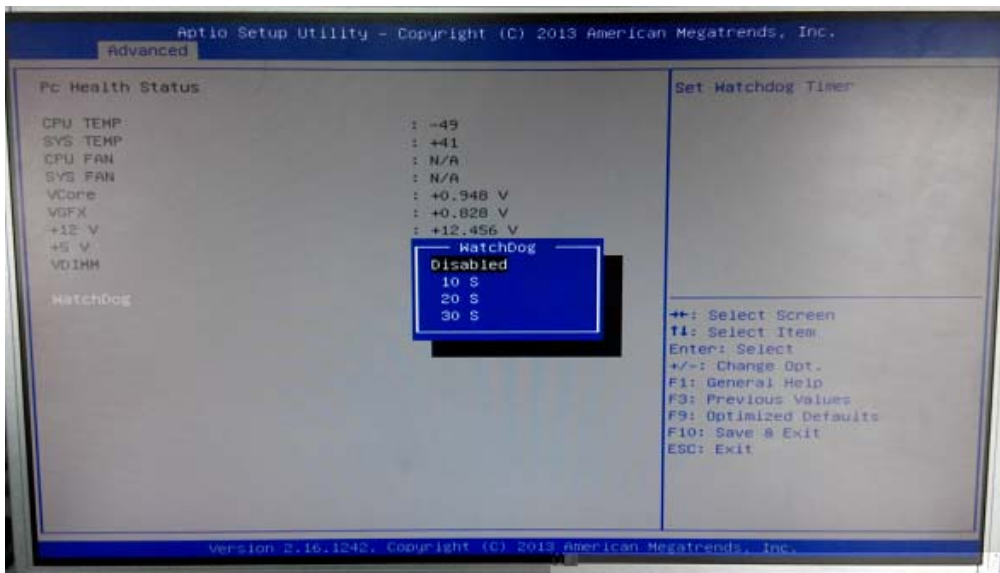 Aptio Setup Utility - Copyright (C) 2013 American Megatrends, Inc.
Advanced
Pc Health Status
CPU TEMP : -49
SYS TEMP : +41
CPU FAN : N/A
SYS FAN : N/A
VCore : +0.948 V
VGFX : +0.828 V
+12 V : +12.456 V
+5 V
VDIMM
WatchDog
WatchDog
Disabled
10 S
20 S
30 S
Set Watchdog Timer
→←: Select Screen
↑↓: Select Item
Enter: Select
+/-: Change Opt.
F1: General Help
F3: Previous Values
F9: Optimized Defaults
F10: Save & Exit
ESC: Exit
Version 2.16.1242. Copyright (C) 2013 American Megatrends, Inc.